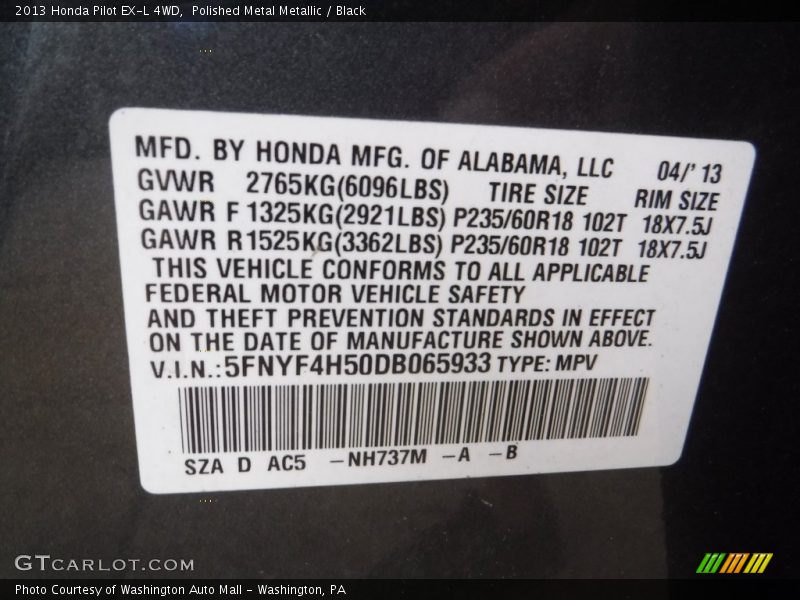 2013 Honda Pilot EX-L 4WD, Polished Metal Metallic / Black
MFD. BY HONDA MFG. OF ALABAMA, LLC 04/' 13
GVWR 2765KG(6096LBS) TIRE SIZE RIM SIZE
GAWR F 1325KG(2921LBS) P235/60R18 102T 18X7.5J
GAWR R 1525KG(3362LBS) P235/60R18 102T 18X7.5J
THIS VEHICLE CONFORMS TO ALL APPLICABLE
FEDERAL MOTOR VEHICLE SAFETY
AND THEFT PREVENTION STANDARDS IN EFFECT
ON THE DATE OF MANUFACTURE SHOWN ABOVE.
V.I.N.:5FNYF4H50DB065933 TYPE: MPV
SZA D AC5 -NH737M -A -B
GTCARLOT.COM
Photo Courtesy of Washington Auto Mall - Washington, PA